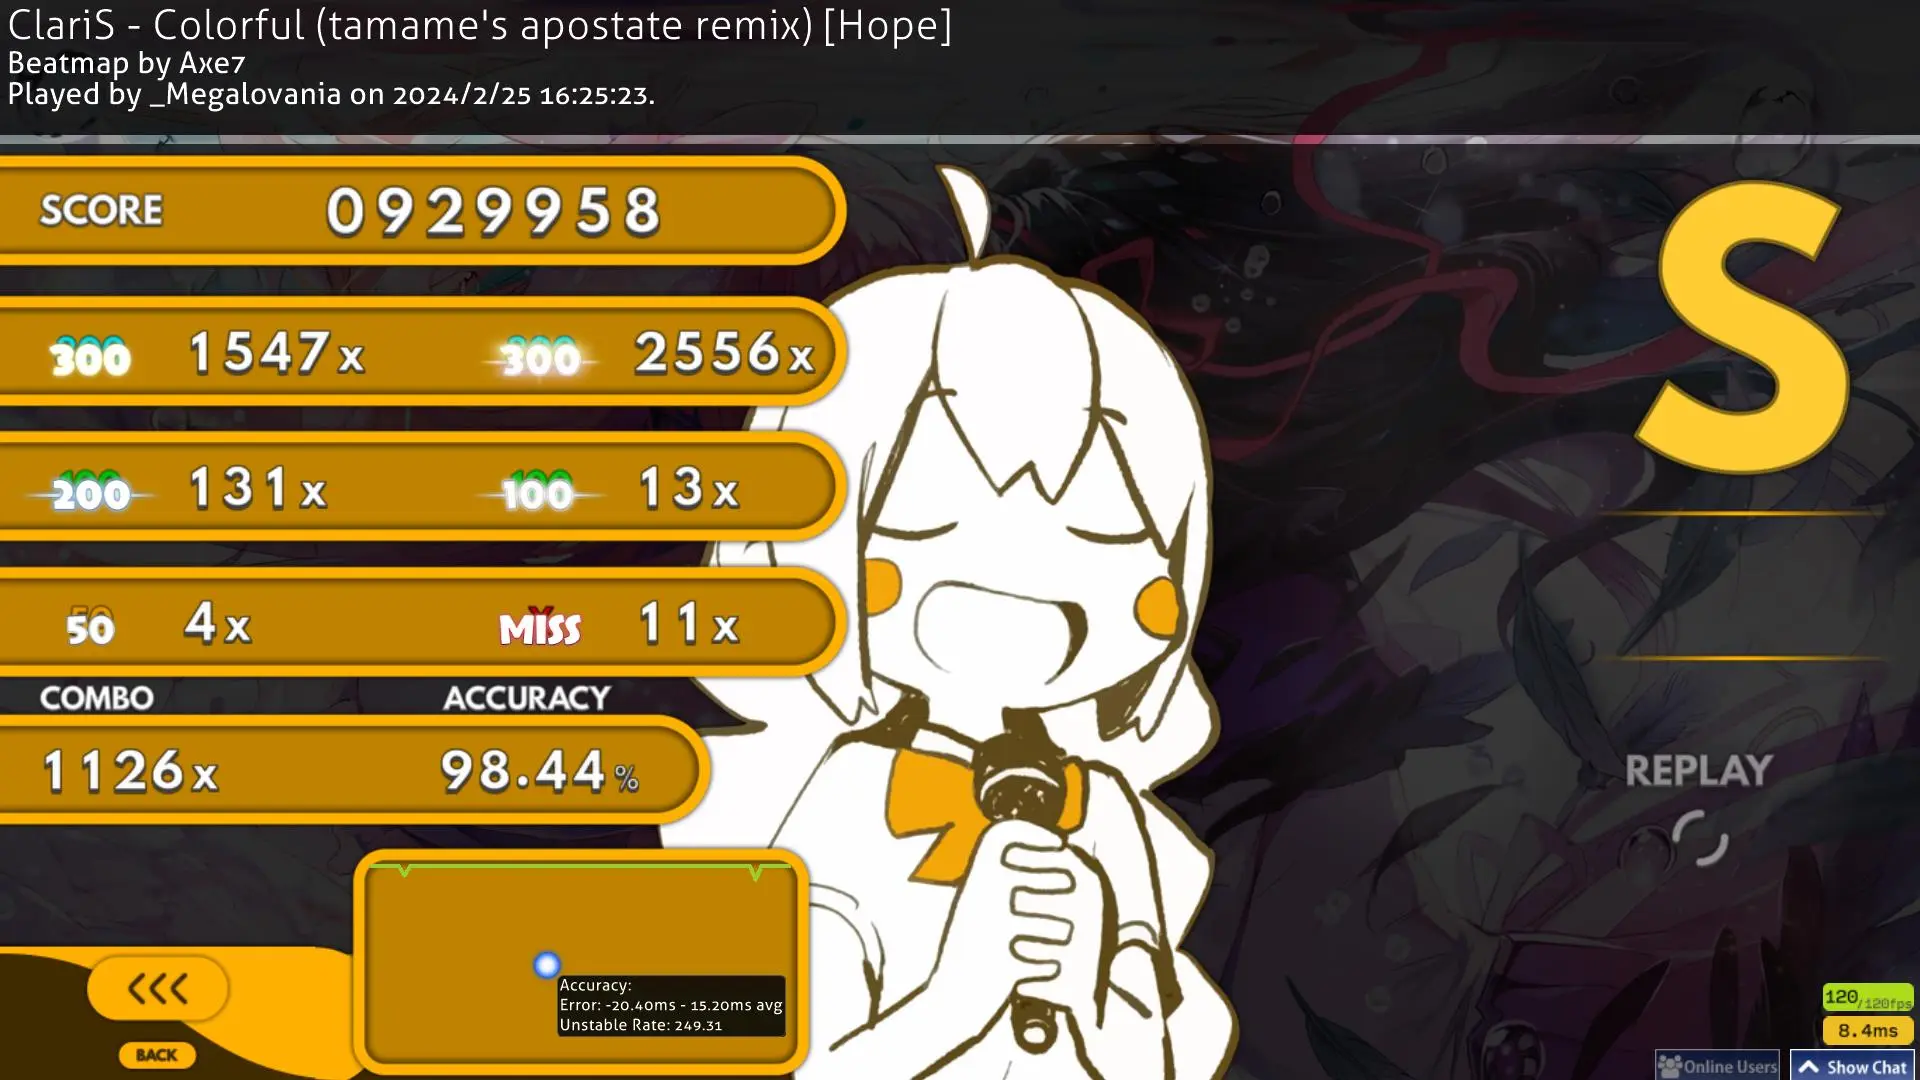 ClariS - Colorful (tamame's apostate remix) [Hope]
Beatmap by Axe7
Played by _Megalovania on 2024/2/25 16:25:23.
SCORE 0929958
300 1547x 300 2556x
200 131x 100 13x
50 4x MISS 11x
COMBO ACCURACY
1126x 98.44%
REPLAY
Accuracy:
Error: -20.40ms - 15.20ms avg
Unstable Rate: 249.31
BACK
120/120fps
8.4ms
Online Users Show Chat
S